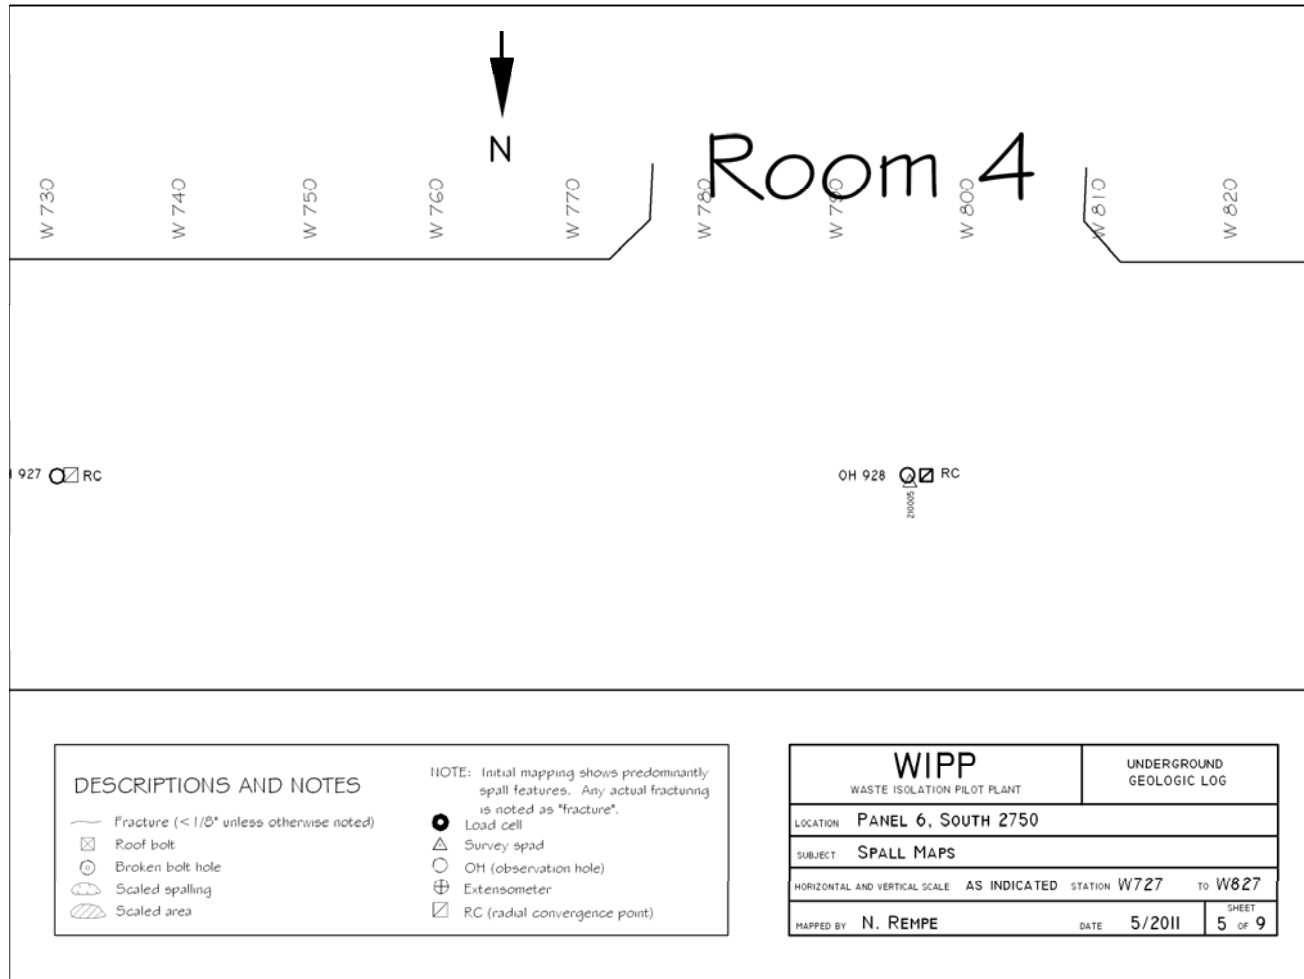 N
Room 4
W 730
W 740
W 750
W 760
W 770
W 780
W 790
W 800
W 810
W 820
927
RC
OH 928
RC
210005
DESCRIPTIONS AND NOTES
Fracture (<1/8" unless otherwise noted)
Roof bolt
Broken bolt hole
Scaled spalling
Scaled area
NOTE: Initial mapping shows predominantly
spall features. Any actual fracturing
is noted as "fracture".
Load cell
Survey spad
OH (observation hole)
Extensometer
RC (radial convergence point)
WIPP
WASTE ISOLATION PILOT PLANT
UNDERGROUND
GEOLOGIC LOG
LOCATION PANEL 6, SOUTH 2750
SUBJECT SPALL MAPS
HORIZONTAL AND VERTICAL SCALE AS INDICATED STATION W727 TO W827
MAPPED BY N. REMPE DATE 5/2011
SHEET
5 OF 9